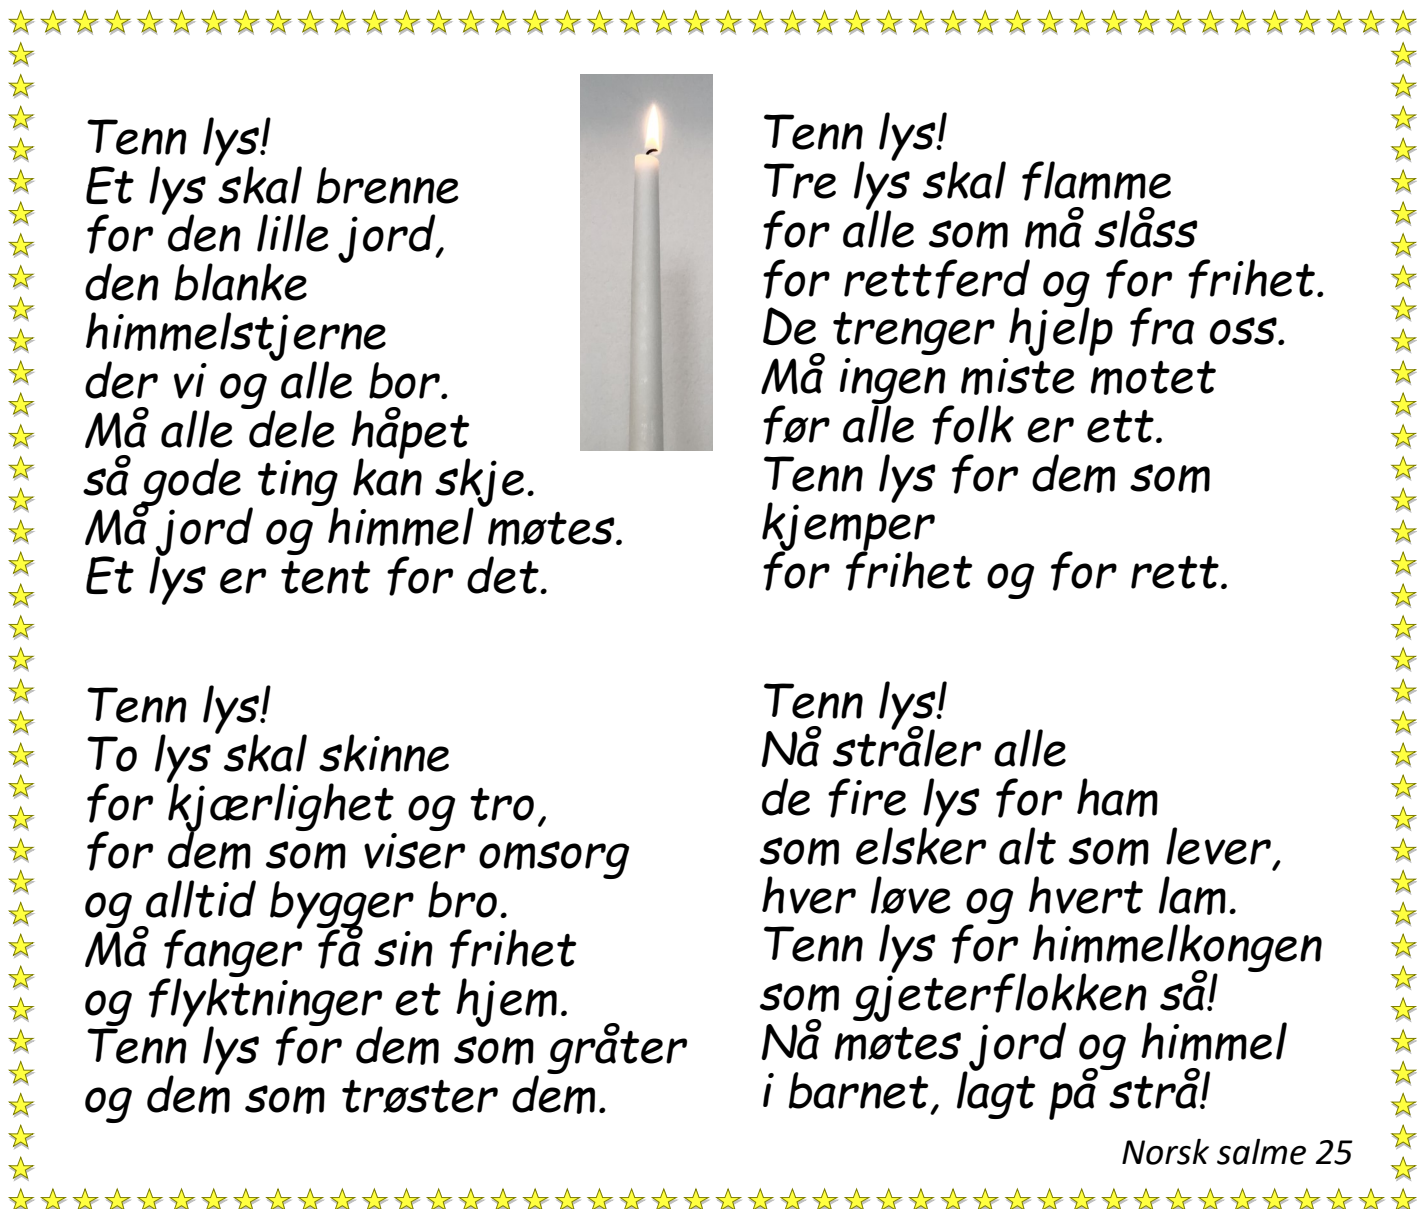 Tenn lys!
Et lys skal brenne
for den lille jord,
den blanke
himmelstjerne
der vi og alle bor.
Må alle dele håpet
så gode ting kan skje.
Må jord og himmel møtes.
Et lys er tent for det.

Tenn lys!
To lys skal skinne
for kjærlighet og tro,
for dem som viser omsorg
og alltid bygger bro.
Må fanger få sin frihet
og flyktninger et hjem.
Tenn lys for dem som gråter
og dem som trøster dem.

Tenn lys!
Tre lys skal flamme
for alle som må slåss
for rettferd og for frihet.
De trenger hjelp fra oss.
Må ingen miste motet
før alle folk er ett.
Tenn lys for dem som
kjemper
for frihet og for rett.

Tenn lys!
Nå stråler alle
de fire lys for ham
som elsker alt som lever,
hver løve og hvert lam.
Tenn lys for himmelkongen
som gjeterflokken så!
Nå møtes jord og himmel
i barnet, lagt på strå!

Norsk salme 25